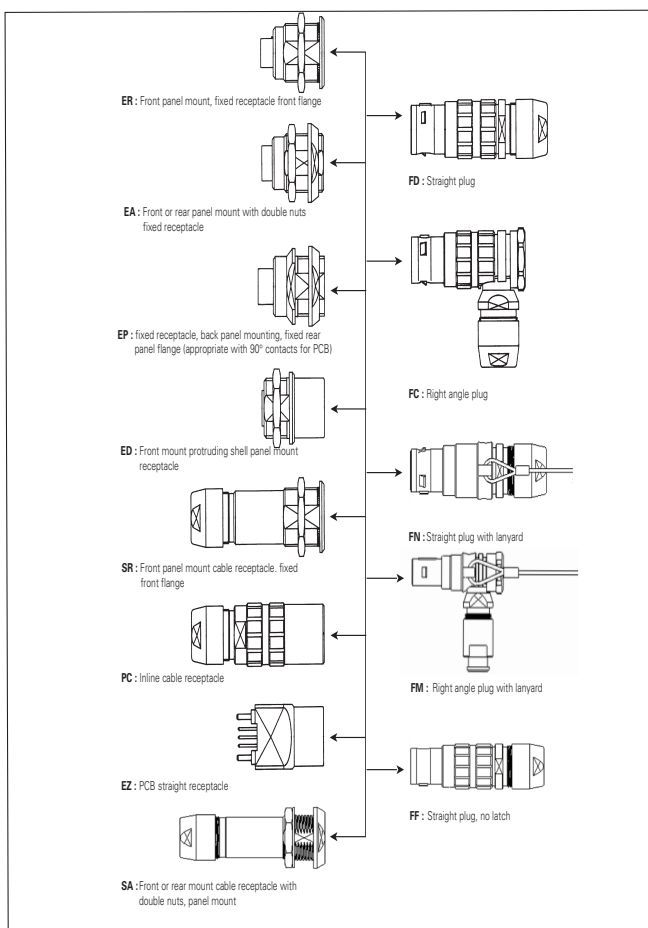 ER : Front panel mount, fixed receptacle front flange
EA : Front or rear panel mount with double nuts
fixed receptacle
EP : fixed receptacle, back panel mounting, fixed rear
panel flange (appropriate with 90° contacts for PCB)
ED : Front mount protruding shell panel mount
receptacle
SR : Front panel mount cable receptacle. fixed
front flange
PC : Inline cable receptacle
EZ : PCB straight receptacle
SA : Front or rear mount cable receptacle with
double nuts, panel mount
FD : Straight plug
FC : Right angle plug
FN : Straight plug with lanyard
FM : Right angle plug with lanyard
FF : Straight plug, no latch